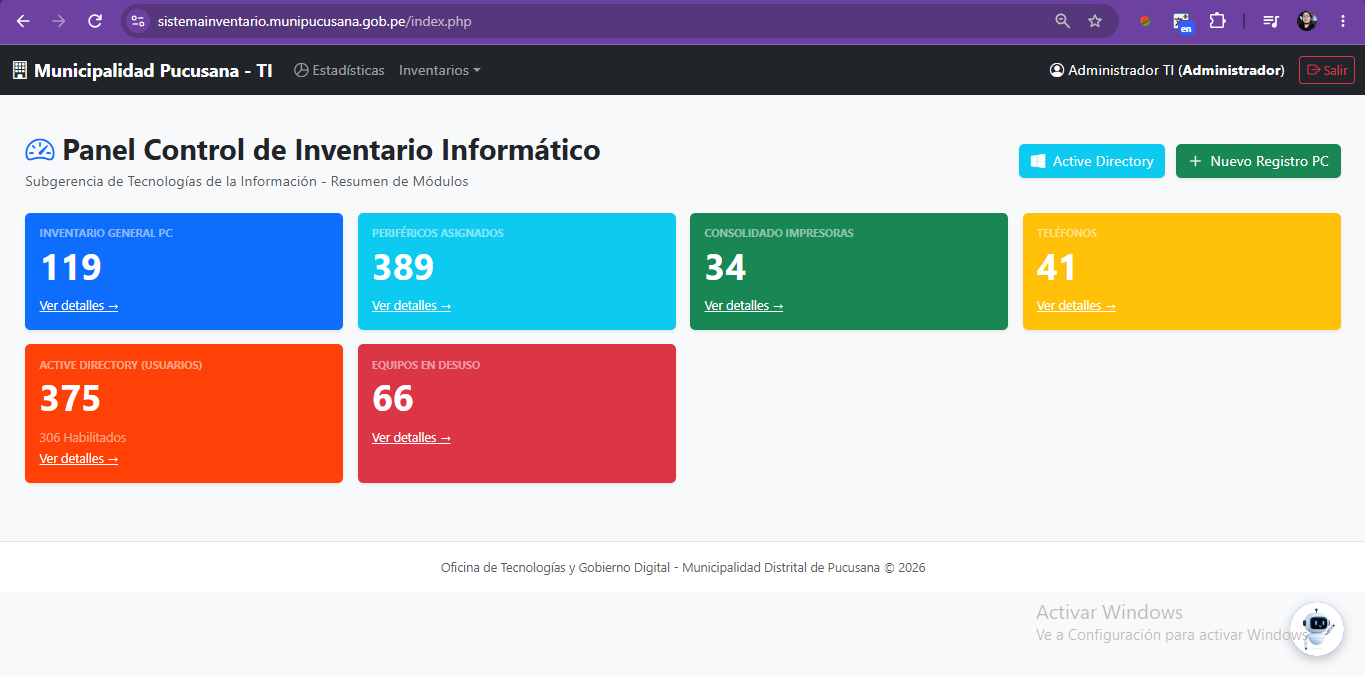 sistemainventario.munipucusana.gob.pe/index.php
en
Municipalidad Pucusana - TI
Estadísticas
Inventarios
Administrador TI (Administrador)
Salir
Panel Control de Inventario Informático
Subgerencia de Tecnologías de la Información - Resumen de Módulos
Active Directory
+ Nuevo Registro PC
INVENTARIO GENERAL PC
119
Ver detalles →
PERIFÉRICOS ASIGNADOS
389
Ver detalles →
CONSOLIDADO IMPRESORAS
34
Ver detalles →
TELÉFONOS
41
Ver detalles →
ACTIVE DIRECTORY (USUARIOS)
375
306 Habilitados
Ver detalles →
EQUIPOS EN DESUSO
66
Ver detalles →
Oficina de Tecnologías y Gobierno Digital - Municipalidad Distrital de Pucusana © 2026
Activar Windows
Ve a Configuración para activar Windows